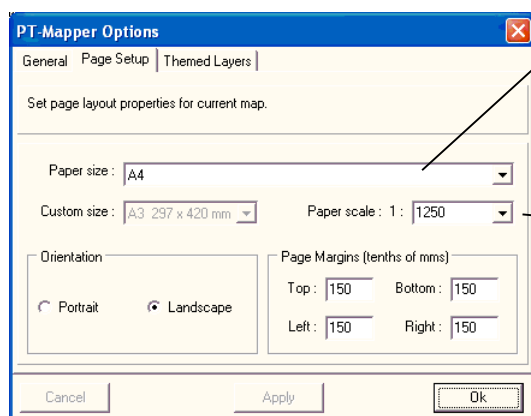 PT-Mapper Options
General Page Setup Themed Layers
Set page layout properties for current map.
Paper size : A4
Custom size : A3 297 x 420 mm Paper scale : 1 : 1250
Orientation Page Margins (tenths of mms)
Top : 150 Bottom : 150
Portrait Landscape
Left : 150 Right : 150
Cancel Apply Ok